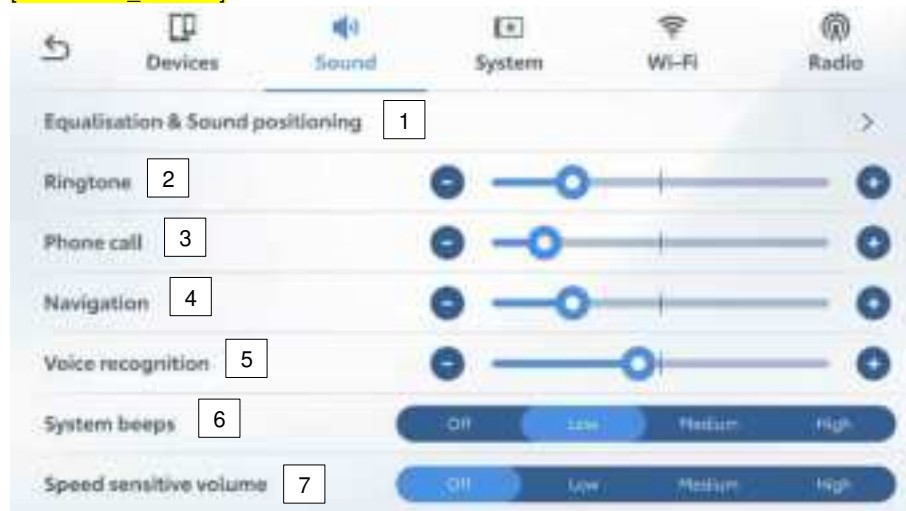 Devices Sound System Wi-Fi Radio
Equalisation & Sound positioning 1
Ringtone 2
Phone call 3
Navigation 4
Voice recognition 5
System beeps 6 Off Low Medium High
Speed sensitive volume 7 Off Low Medium High